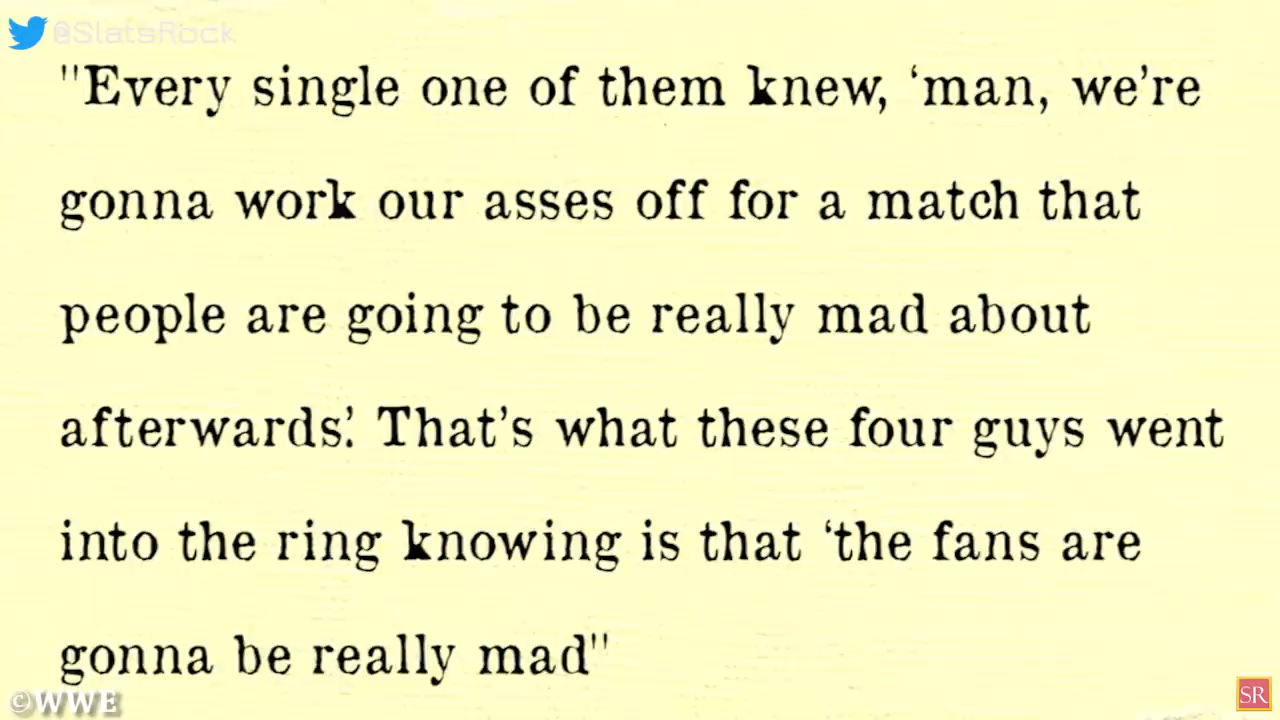 @SlatsRock
"Every single one of them knew, ‘man, we’re
gonna work our asses off for a match that
people are going to be really mad about
afterwards’. That’s what these four guys went
into the ring knowing is that ‘the fans are
gonna be really mad"
©WWE
SR